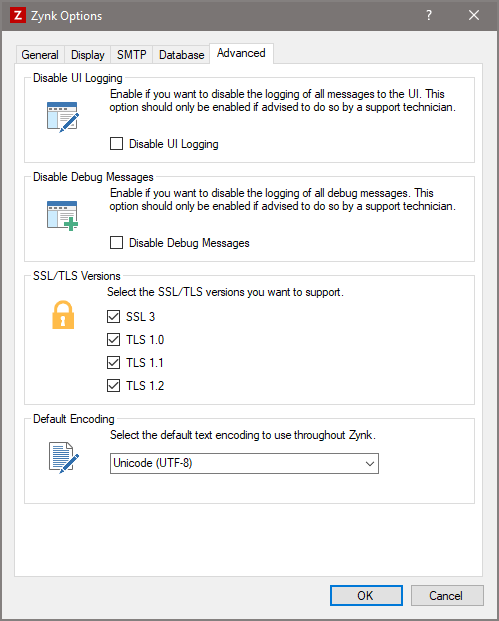 Z Zynk Options ?
General Display SMTP Database Advanced
Disable UI Logging
Enable if you want to disable the logging of all messages to the UI. This
option should only be enabled if advised to do so by a support technician.
Disable UI Logging
Disable Debug Messages
Enable if you want to disable the logging of all debug messages. This
option should only be enabled if advised to do so by a support technician.
Disable Debug Messages
SSL/TLS Versions
Select the SSL/TLS versions you want to support.
SSL 3
TLS 1.0
TLS 1.1
TLS 1.2
Default Encoding
Select the default text encoding to use throughout Zynk.
Unicode (UTF-8)
OK Cancel